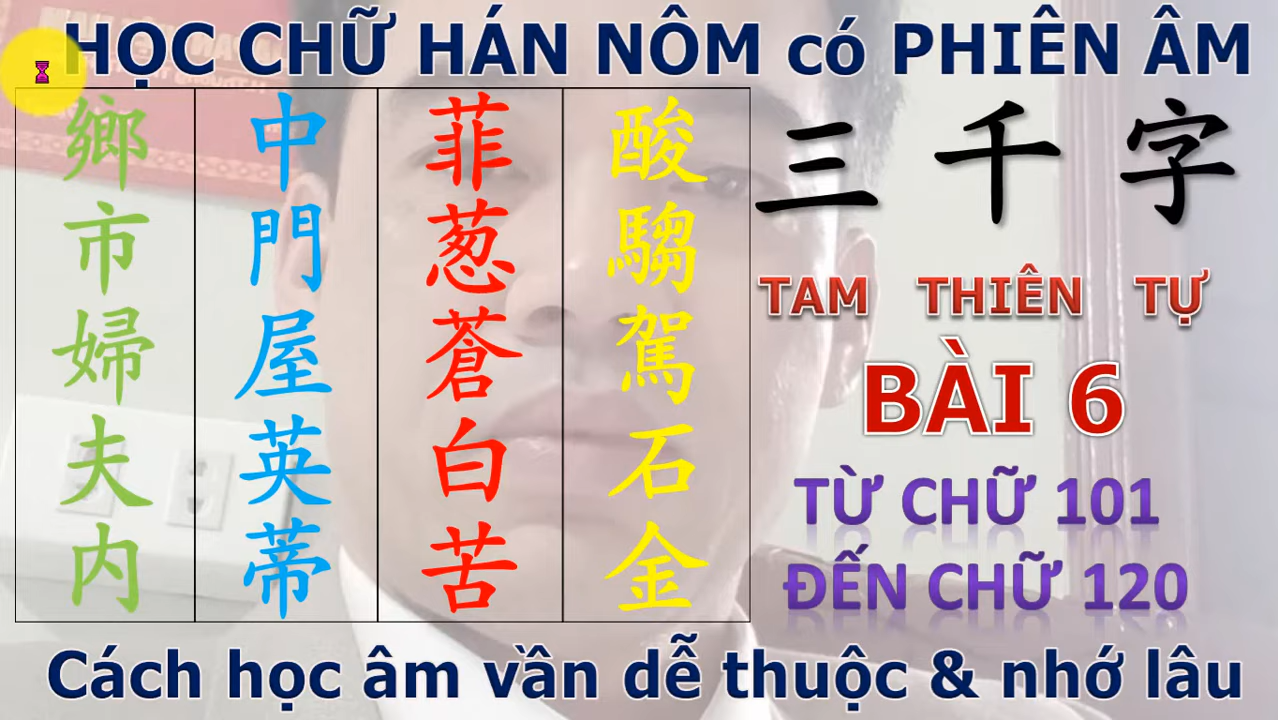 HỌC CHỮ HÁN NÔM có PHIÊN ÂM
鄉市婦夫内
中門屋英蒂
菲葱蒼白苦
酸騶駕石金
三千字
TAM THIÊN TỰ
BÀI 6
TỪ CHỮ 101
ĐẾN CHỮ 120
Cách học âm vần dễ thuộc & nhớ lâu